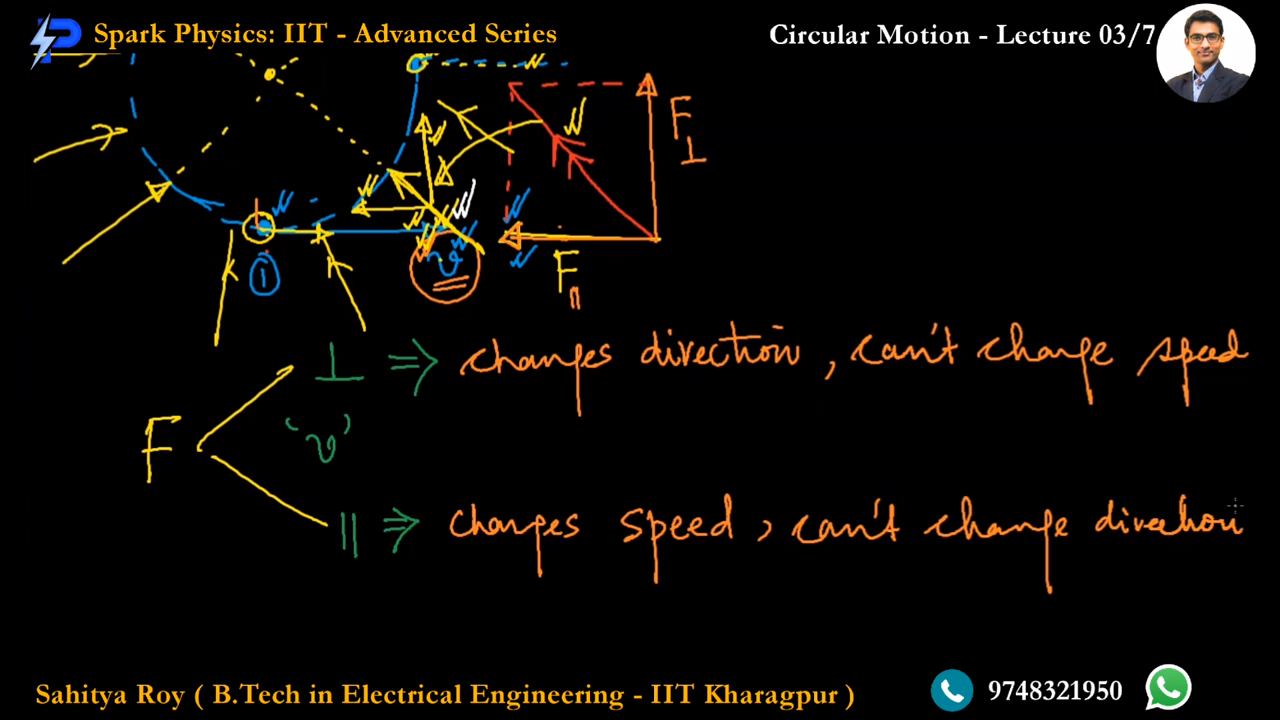 Spark Physics: IIT - Advanced Series
Circular Motion - Lecture 03/7
F⊥
v
F||
1
⊥ ⇒ changes direction, can't change speed
F
'v'
|| ⇒ changes speed, can't change direction
Sahitya Roy ( B.Tech in Electrical Engineering - IIT Kharagpur )
9748321950